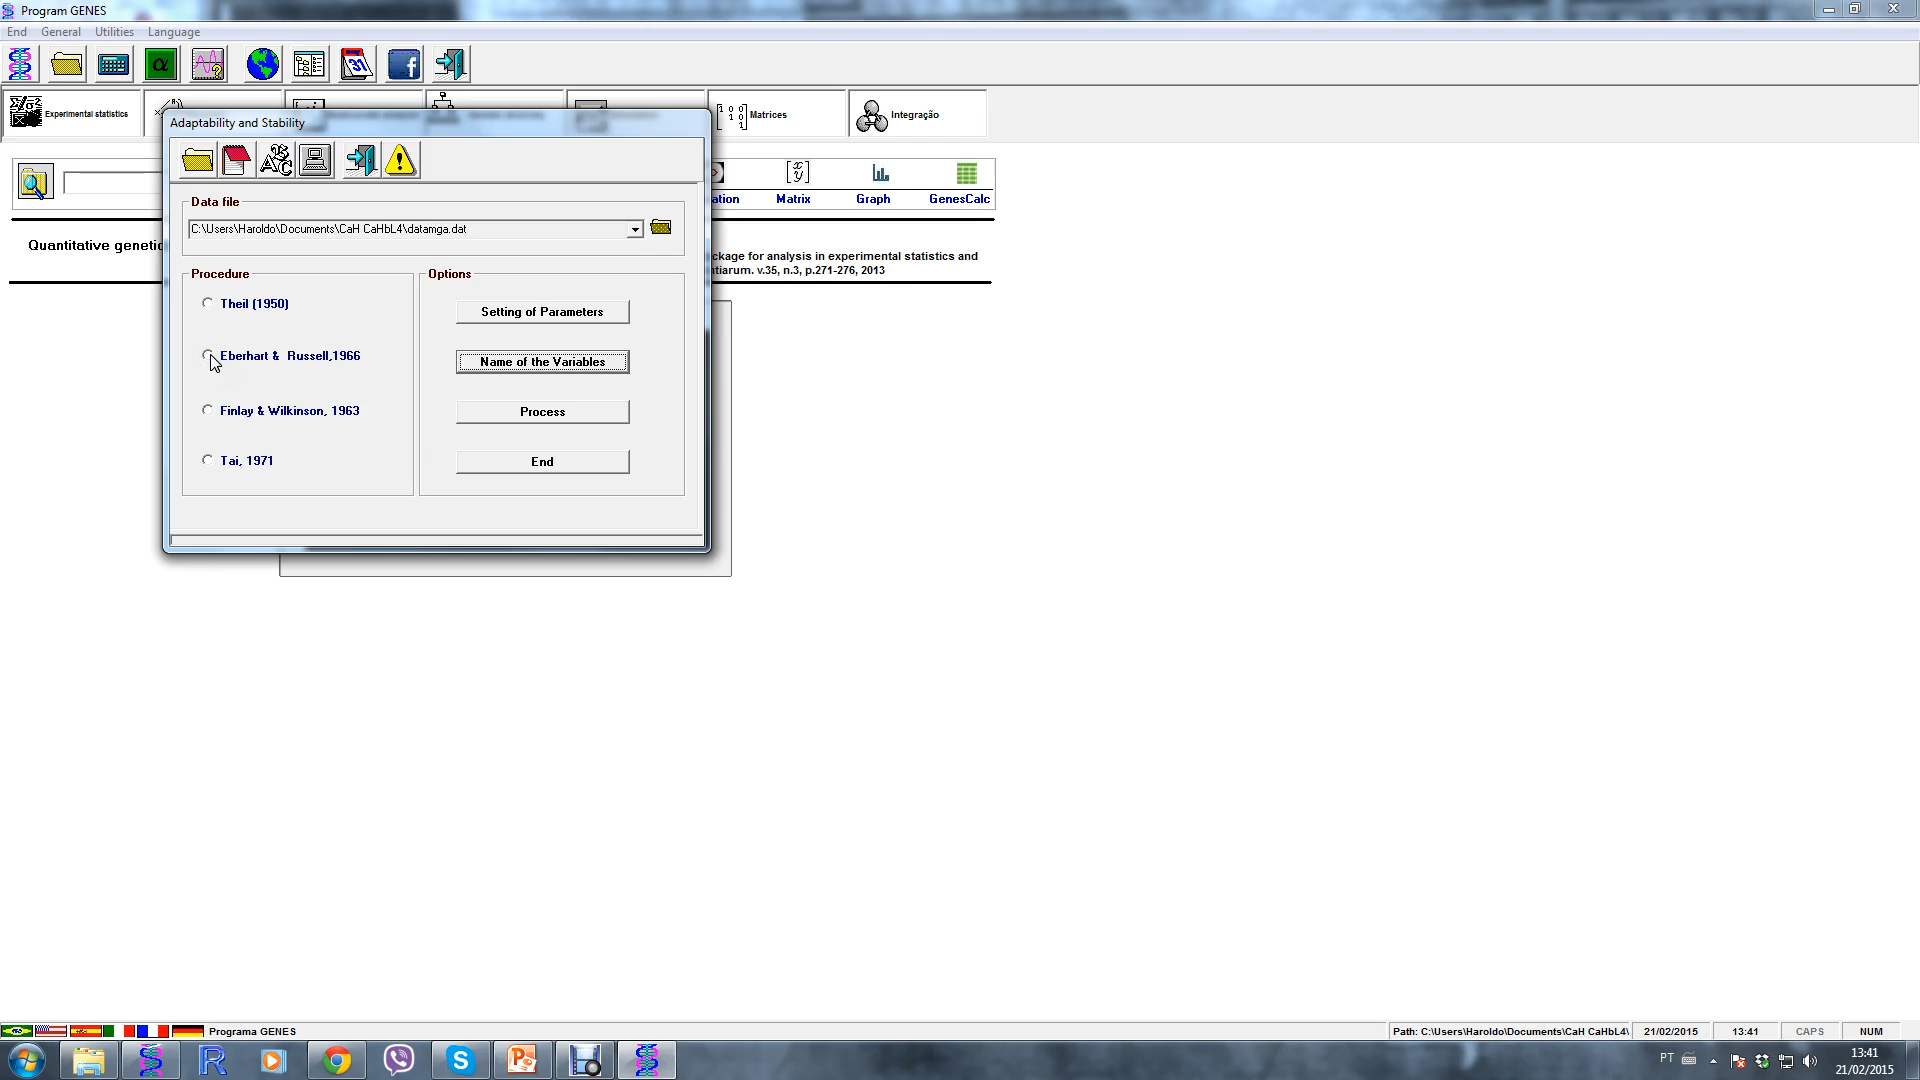 Program GENES
End General Utilities Language
Experimental statistics
Matrices
Integração
Adaptability and Stability
Data file
C:\Users\Haroldo\Documents\CaH CaHbL4\datamga.dat
Procedure
Options
Theil (1950)
Setting of Parameters
Eberhart & Russell,1966
Name of the Variables
Finlay & Wilkinson, 1963
Process
Tai, 1971
End
ation Matrix Graph GenesCalc
Quantitative genetic
ckage for analysis in experimental statistics and
ntiarum. v.35, n.3, p.271-276, 2013
Programa GENES
Path: C:\Users\Haroldo\Documents\CaH CaHbL4\ 21/02/2015 13:41 CAPS NUM
PT
13:41
21/02/2015